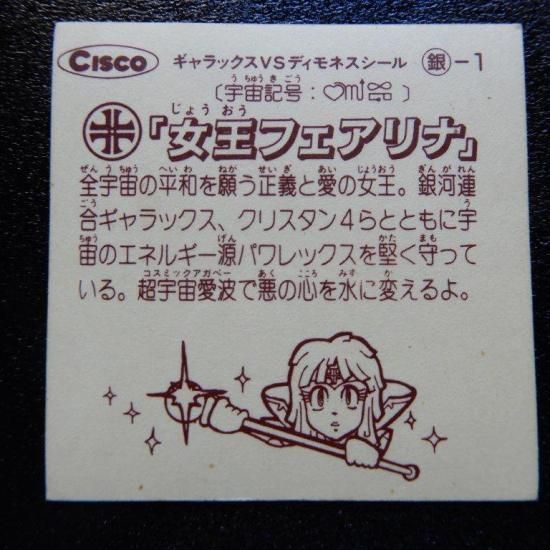 CISCO ギャラックスVSディモネスシール 銀-1
(宇宙記号:♡)
「女王フェアリナ」
全宇宙の平和を願う正義と愛の女王。銀河連
合ギャラックス、クリスタン4らとともに宇
宙のエネルギー源パワレックスを堅く守って
いる。超宇宙愛波で悪の心を水に変えるよ。